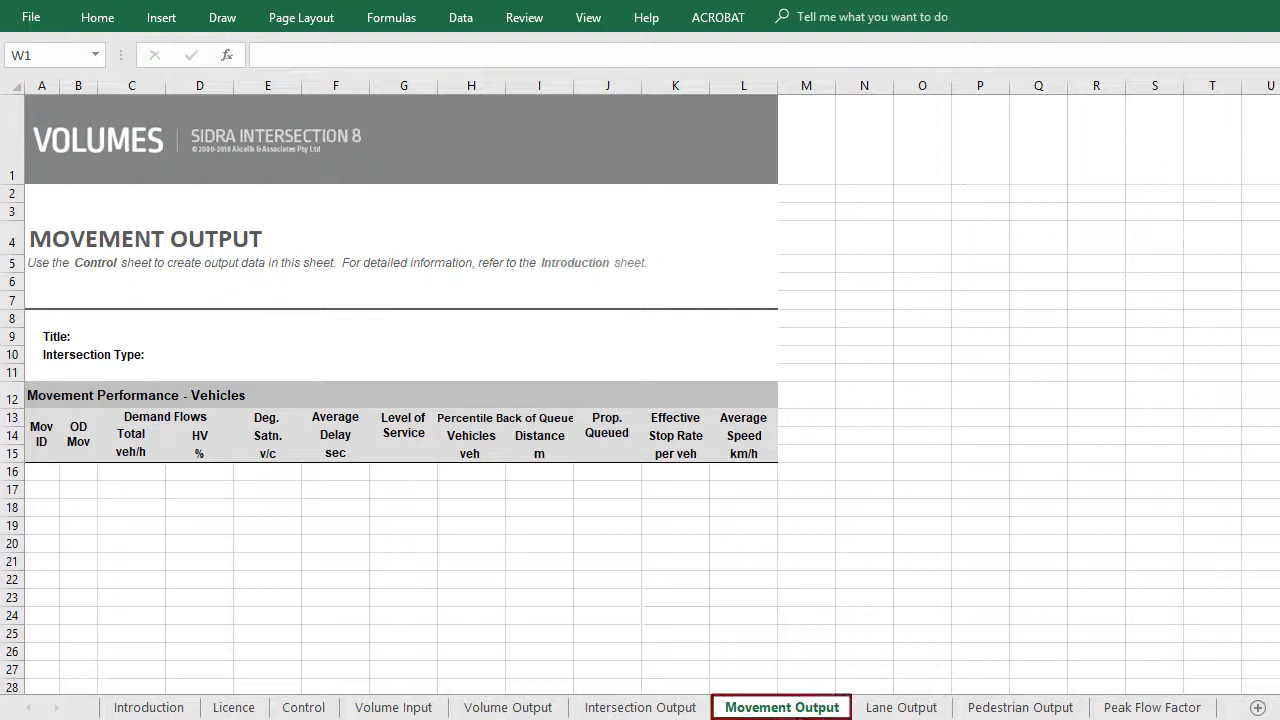 File Home Insert Draw Page Layout Formulas Data Review View Help ACROBAT Tell me what you want to do
W1 fx
A B C D E F G H I J K L M N O P Q R S T U
1
VOLUMES SIDRA INTERSECTION 8
©2000-2018 Akcelik & Associates Pty Ltd
2
3
4 MOVEMENT OUTPUT
5 Use the Control sheet to create output data in this sheet. For detailed information, refer to the Introduction sheet.
6
7
8
9 Title:
10 Intersection Type:
11
12 Movement Performance - Vehicles
13 Demand Flows Deg. Average Level of Percentile Back of Queue Prop. Effective Average
Mov OD Total Service Queued
14 ID Mov HV Satn. Delay Vehicles Distance Stop Rate Speed
15 veh/h % v/c sec veh m per veh km/h
16
17
18
19
20
21
22
23
24
25
26
27
28
Introduction Licence Control Volume Input Volume Output Intersection Output Movement Output Lane Output Pedestrian Output Peak Flow Factor